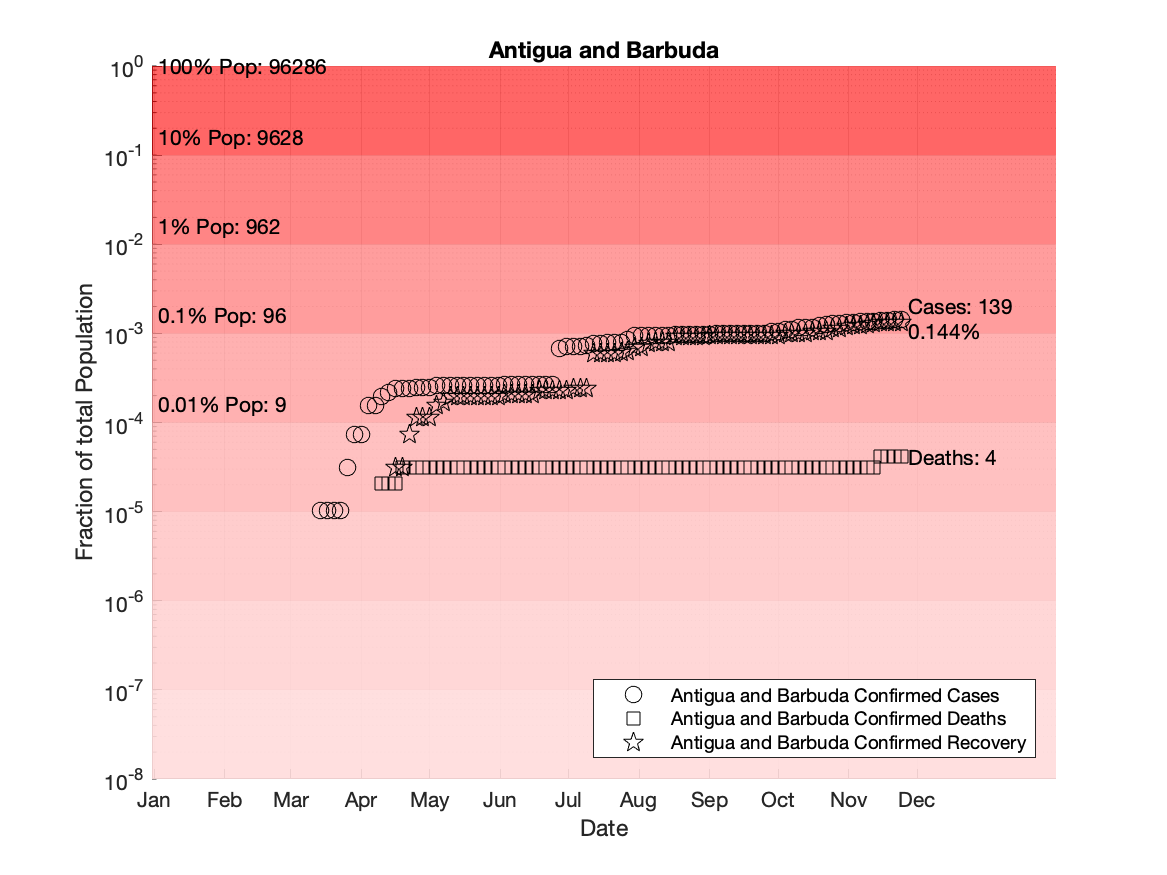 Antigua and Barbuda
10^0
100% Pop: 96286
10% Pop: 9628
10^-1
1% Pop: 962
10^-2
0.1% Pop: 96
Cases: 139
10^-3
0.144%
0.01% Pop: 9
10^-4
Deaths: 4
10^-5
10^-6
10^-7
10^-8
Fraction of total Population
Antigua and Barbuda Confirmed Cases
Antigua and Barbuda Confirmed Deaths
Antigua and Barbuda Confirmed Recovery
Jan Feb Mar Apr May Jun Jul Aug Sep Oct Nov Dec
Date